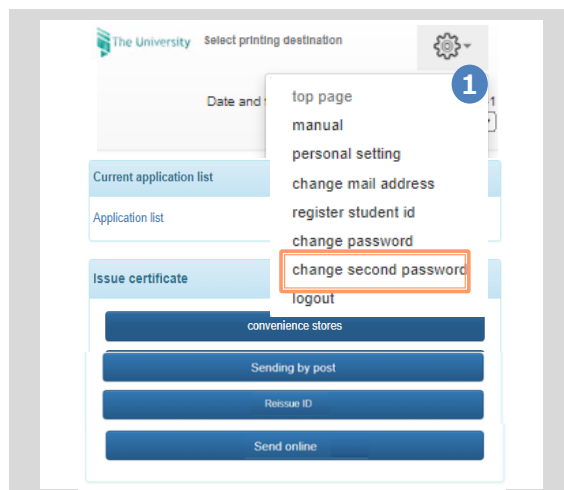 The University
Select printing destination
1
Date and
1
top page
manual
personal setting
change mail address
register student id
change password
change second password
logout
Current application list
Application list
Issue certificate
convenience stores
Sending by post
Reissue ID
Send online